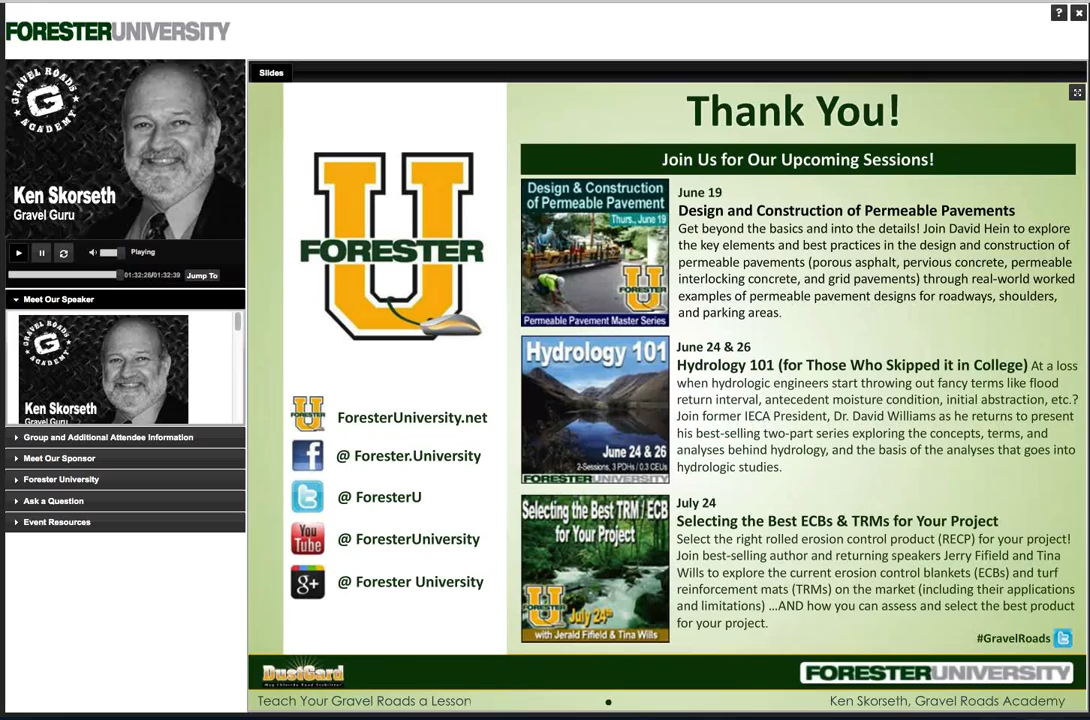 FORESTERUNIVERSITY
? ×
GRAVEL ROADS
G
ACADEMY
Ken Skorseth
Gravel Guru
Playing
01:32:26/01:32:39 Jump To
Meet Our Speaker
GRAVEL ROADS
G
ACADEMY
Ken Skorseth
Gravel Guru
Group and Additional Attendee Information
Meet Our Sponsor
Forester University
Ask a Question
Event Resources
Slides
U
FORESTER
ForesterUniversity.net
@ Forester.University
@ ForesterU
You Tube
@ ForesterUniversity
g+
@ Forester University
Thank You!
Join Us for Our Upcoming Sessions!
Design & Construction
of Permeable Pavement
Thurs., June 19
Permeable Pavement Master Series
June 19
Design and Construction of Permeable Pavements
Get beyond the basics and into the details! Join David Hein to explore
the key elements and best practices in the design and construction of
permeable pavements (porous asphalt, pervious concrete, permeable
interlocking concrete, and grid pavements) through real-world worked
examples of permeable pavement designs for roadways, shoulders,
and parking areas.
Hydrology 101
June 24 & 26
2-Sessions, 3 PDHs / 0.3 CEUs
FORESTERUNIVERSITY
June 24 & 26
Hydrology 101 (for Those Who Skipped it in College) At a loss
when hydrologic engineers start throwing out fancy terms like flood
return interval, antecedent moisture condition, initial abstraction, etc.?
Join former IECA President, Dr. David Williams as he returns to present
his best-selling two-part series exploring the concepts, terms, and
analyses behind hydrology, and the basis of the analyses that goes into
hydrologic studies.
Selecting the Best TRM / ECB
for Your Project
July 24th
with Jerald Fifield & Tina Wills
July 24
Selecting the Best ECBs & TRMs for Your Project
Select the right rolled erosion control product (RECP) for your project!
Join best-selling author and returning speakers Jerry Fifield and Tina
Wills to explore the current erosion control blankets (ECBs) and turf
reinforcement mats (TRMs) on the market (including their applications
and limitations) …AND how you can assess and select the best product
for your project.
#GravelRoads
DustGard
FORESTERUNIVERSITY
Teach Your Gravel Roads a Lesson
Ken Skorseth, Gravel Roads Academy